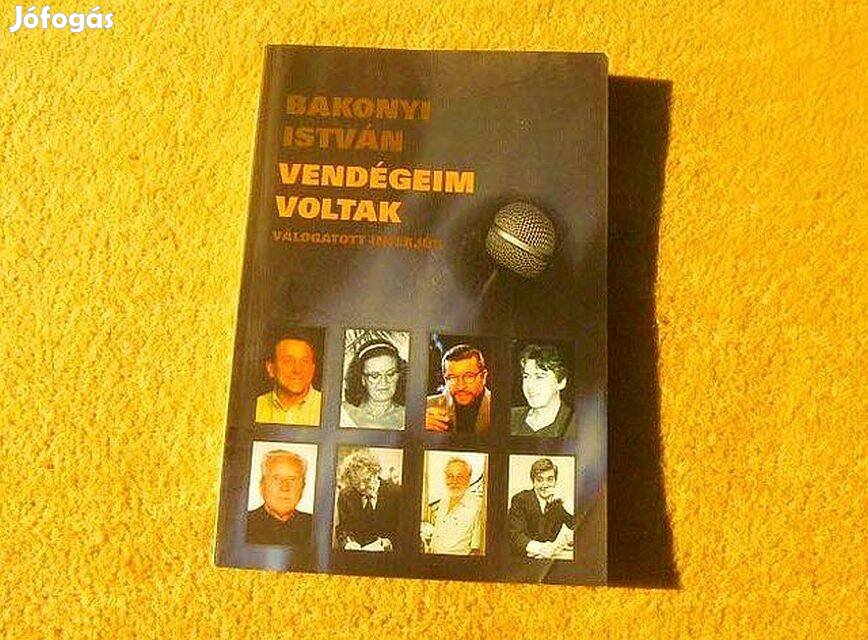 Jófogás
BAKONYI
ISTVÁN
VENDÉGEIM
VOLTAK
VÁLOGATOTT INTERJÚK